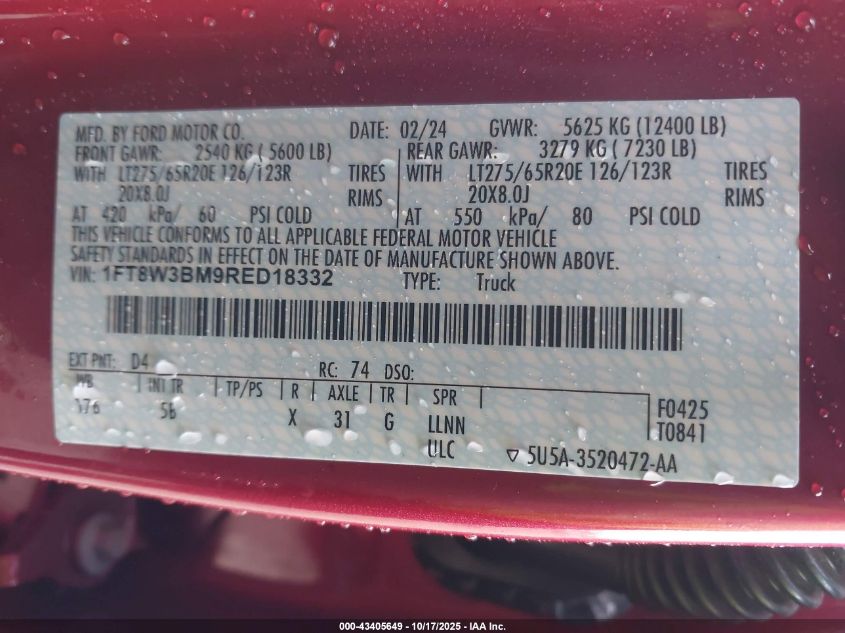 MFD. BY FORD MOTOR CO. DATE: 02/24 GVWR: 5625 KG (12400 LB)
FRONT GAWR: 2540 KG ( 5600 LB) REAR GAWR: 3279 KG ( 7230 LB)
WITH LT275/65R20E 126/123R TIRES WITH LT275/65R20E 126/123R TIRES
20X8.0J RIMS 20X8.0J RIMS
AT 420 kPa/ 60 PSI COLD AT 550 kPa/ 80 PSI COLD
THIS VEHICLE CONFORMS TO ALL APPLICABLE FEDERAL MOTOR VEHICLE
SAFETY STANDARDS IN EFFECT ON THE DATE OF MANUFACTURE SHOWN ABOVE.
VIN: 1FT8W3BM9RED18332 TYPE: Truck
EXT PNT: D4 RC: 74 DSO:
WB INT TR TP/PS R AXLE TR SPR
176 5B X 31 G LLNN F0425
ULC T0841
▽ 5U5A-3520472-AA
000-43405649 - 10/17/2025 - IAA Inc.